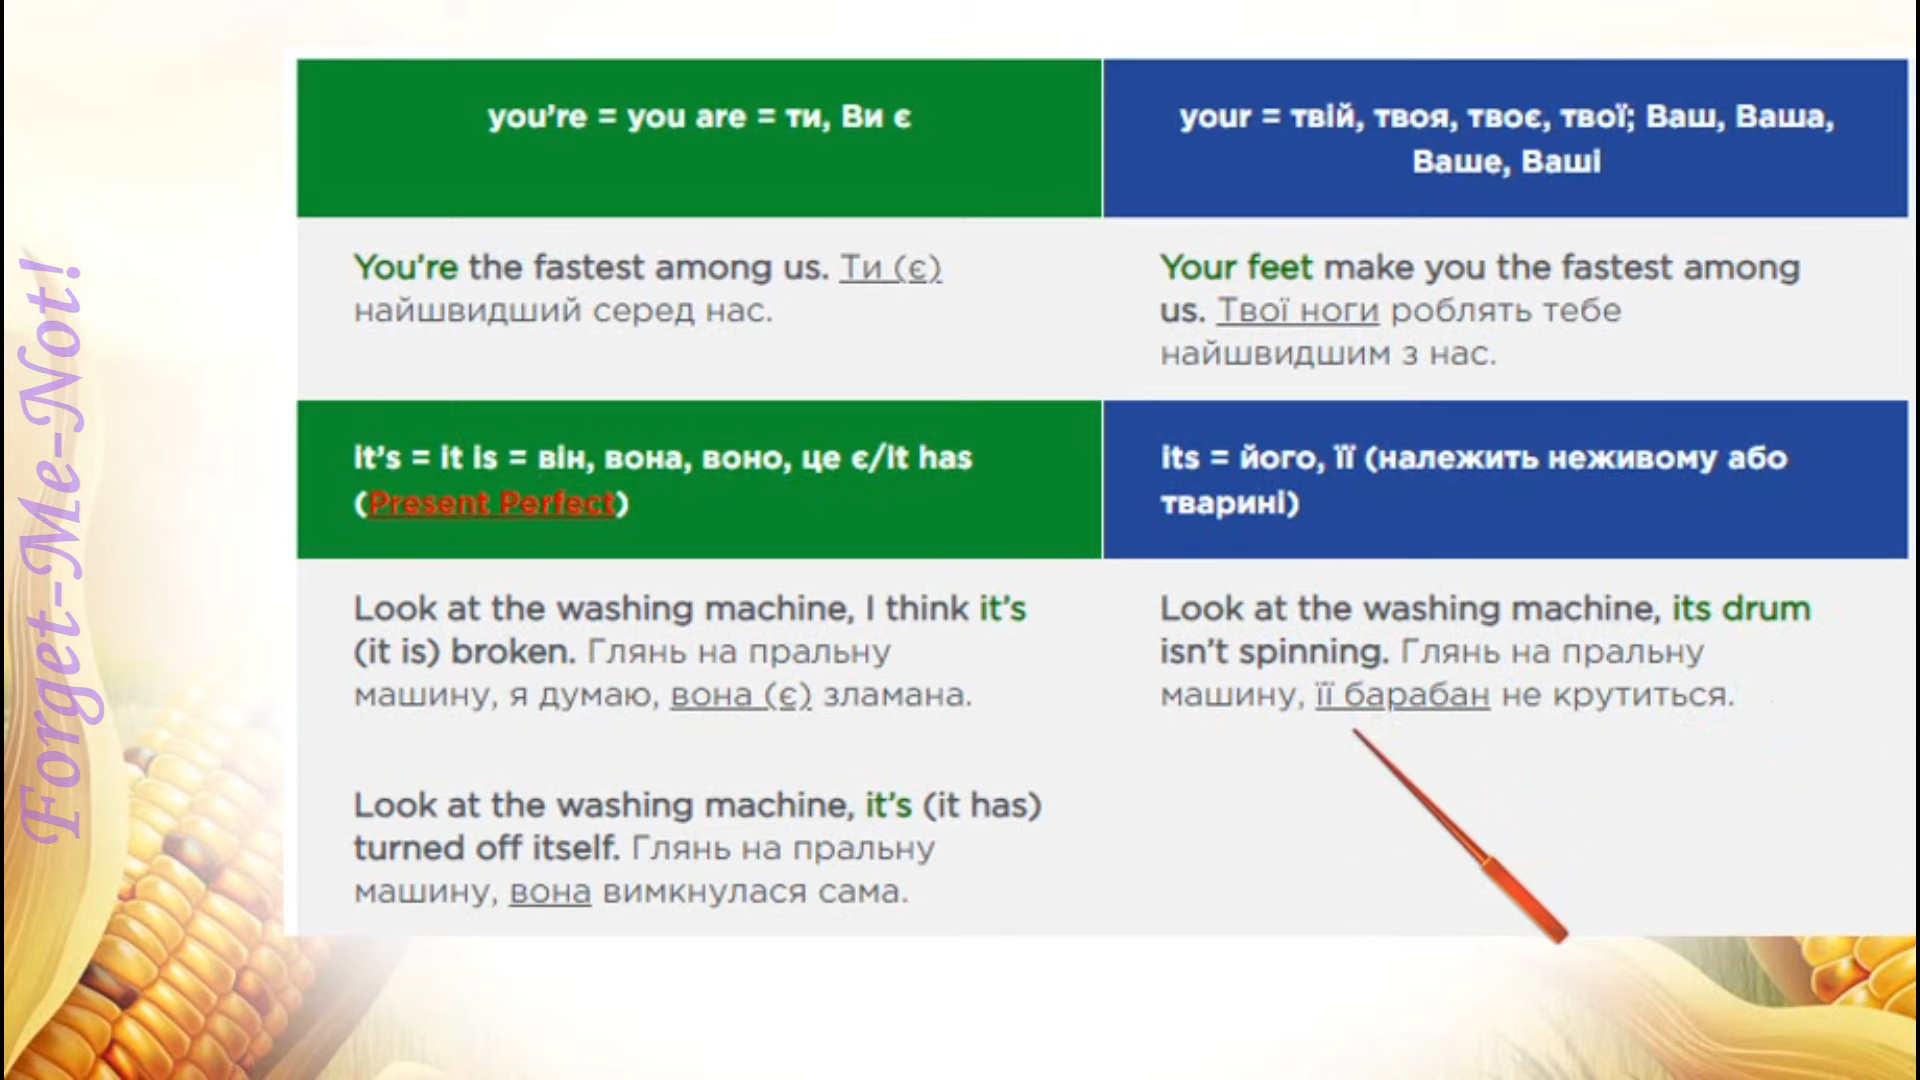 Forget-Me-Not!
you're = you are = ти, Ви є
your = твій, твоя, твоє, твої; Ваш, Ваша,
Ваше, Ваші
You're the fastest among us. Ти (є)
найшвидший серед нас.
Your feet make you the fastest among
us. Твої ноги роблять тебе
найшвидшим з нас.
it's = it is = він, вона, воно, це є/it has
(Present Perfect)
its = його, її (належить неживому або
тварині)
Look at the washing machine, I think it's
(it is) broken. Глянь на пральну
машину, я думаю, вона (є) зламана.
Look at the washing machine, it's (it has)
turned off itself. Глянь на пральну
машину, вона вимкнулася сама.
Look at the washing machine, its drum
isn't spinning. Глянь на пральну
машину, її барабан не крутиться.